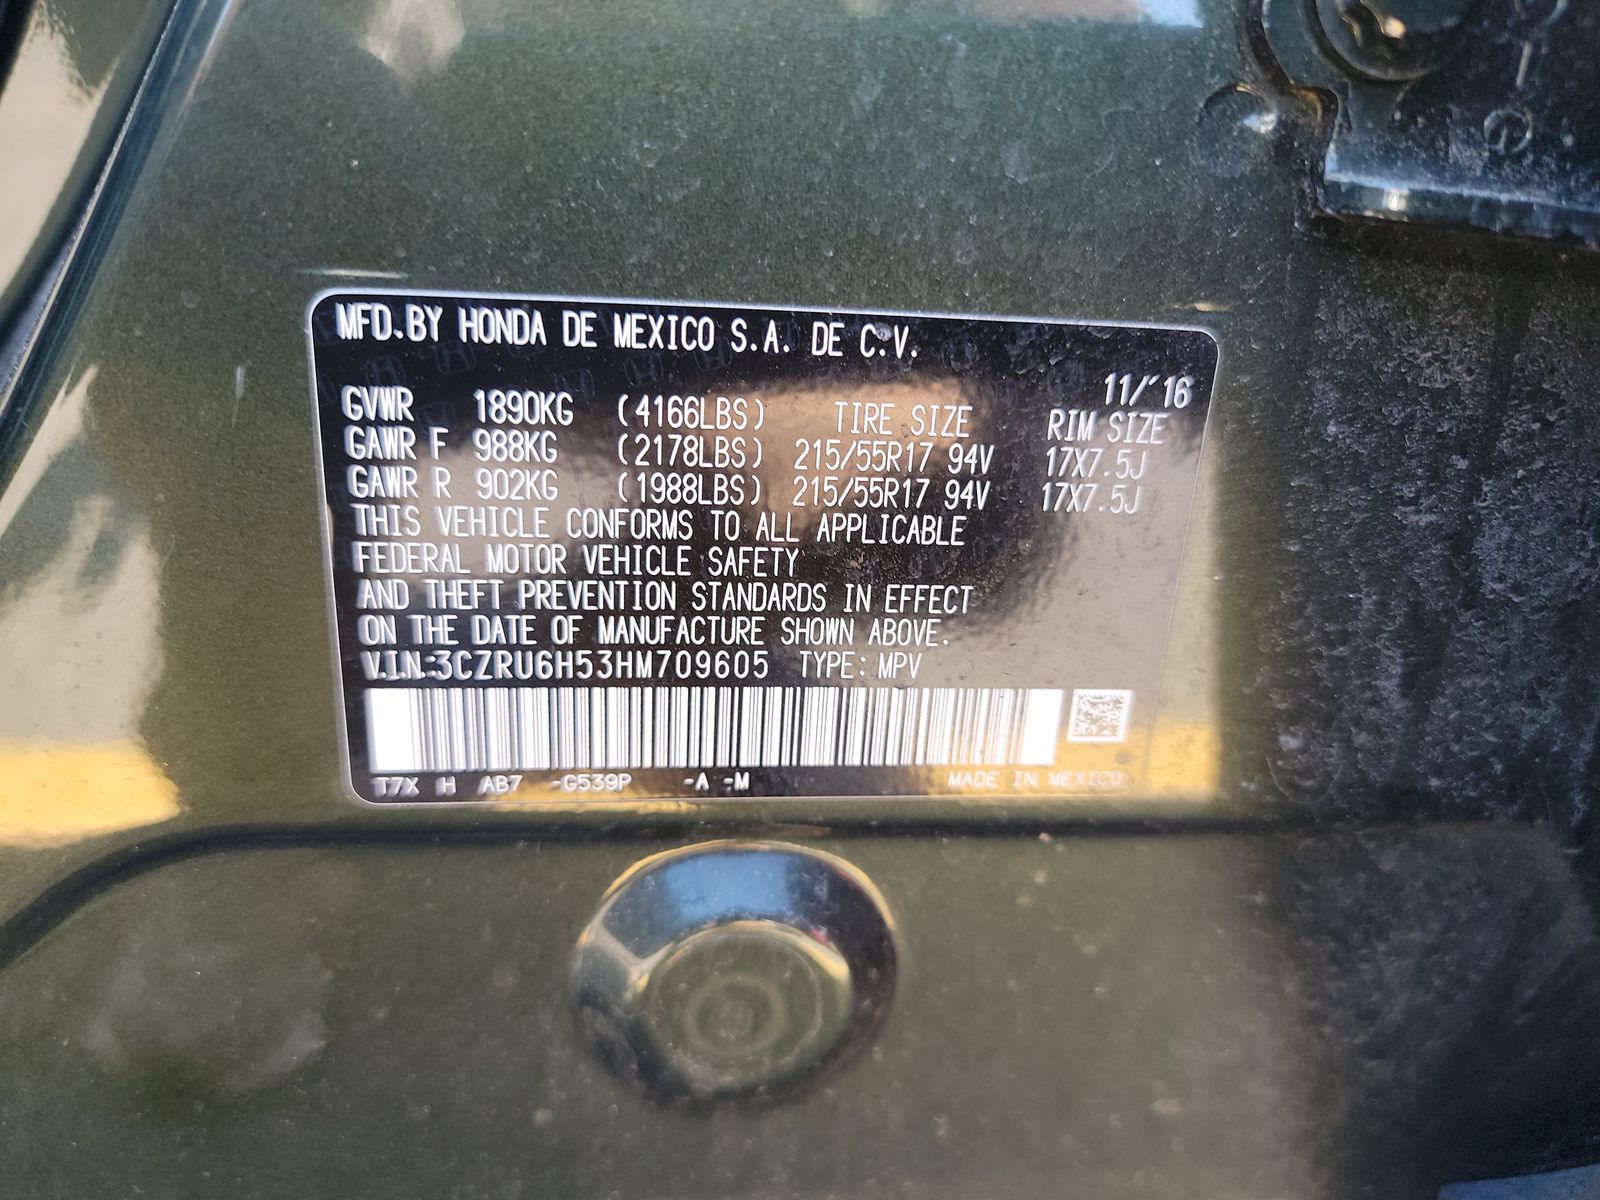 MFD.BY HONDA DE MEXICO S.A. DE C.V.
11/'16
GVWR 1890KG (4166LBS) TIRE SIZE RIM SIZE
GAWR F 988KG (2178LBS) 215/55R17 94V 17X7.5J
GAWR R 902KG (1988LBS) 215/55R17 94V 17X7.5J
THIS VEHICLE CONFORMS TO ALL APPLICABLE
FEDERAL MOTOR VEHICLE SAFETY
AND THEFT PREVENTION STANDARDS IN EFFECT
ON THE DATE OF MANUFACTURE SHOWN ABOVE.
V.I.N.:3CZRU6H53HM709605 TYPE: MPV
T7X H AB7 -G539P -A -M MADE IN MEXICO